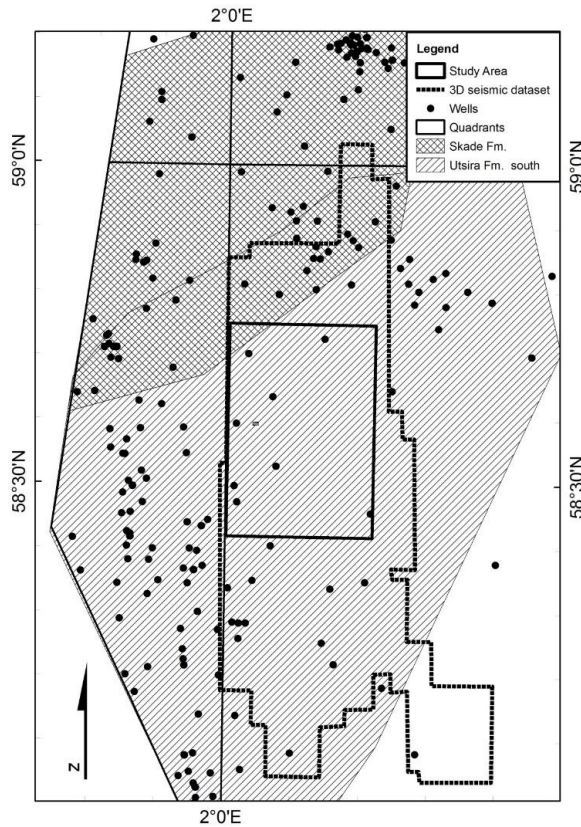 2°0'E
Legend
Study Area
3D seismic dataset
Wells
Quadrants
Skade Fm.
Utsira Fm. south
59°0'N
59°0'N
58°30'N
58°30'N
N
2°0'E